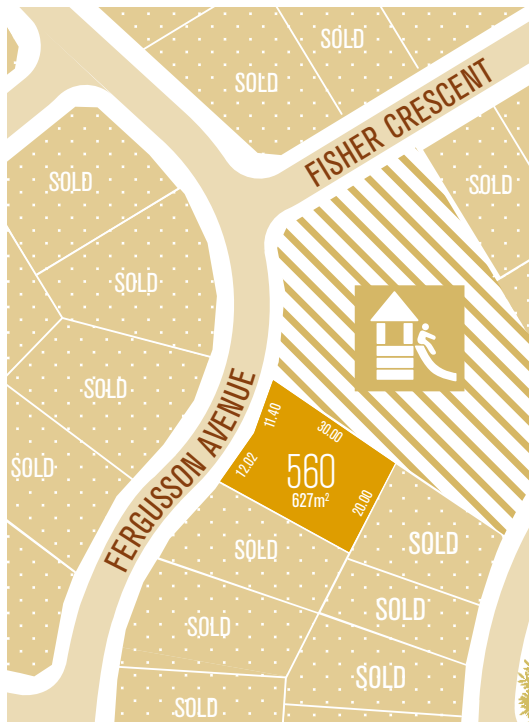 SOLD
SOLD
FISHER CRESCENT
SOLD
SOLD
SOLD
SOLD
FERGUSSON AVENUE
11.40
30.00
12.02
560
627m²
20.00
SOLD
SOLD
SOLD
SOLD
SOLD
SOLD
SOLD